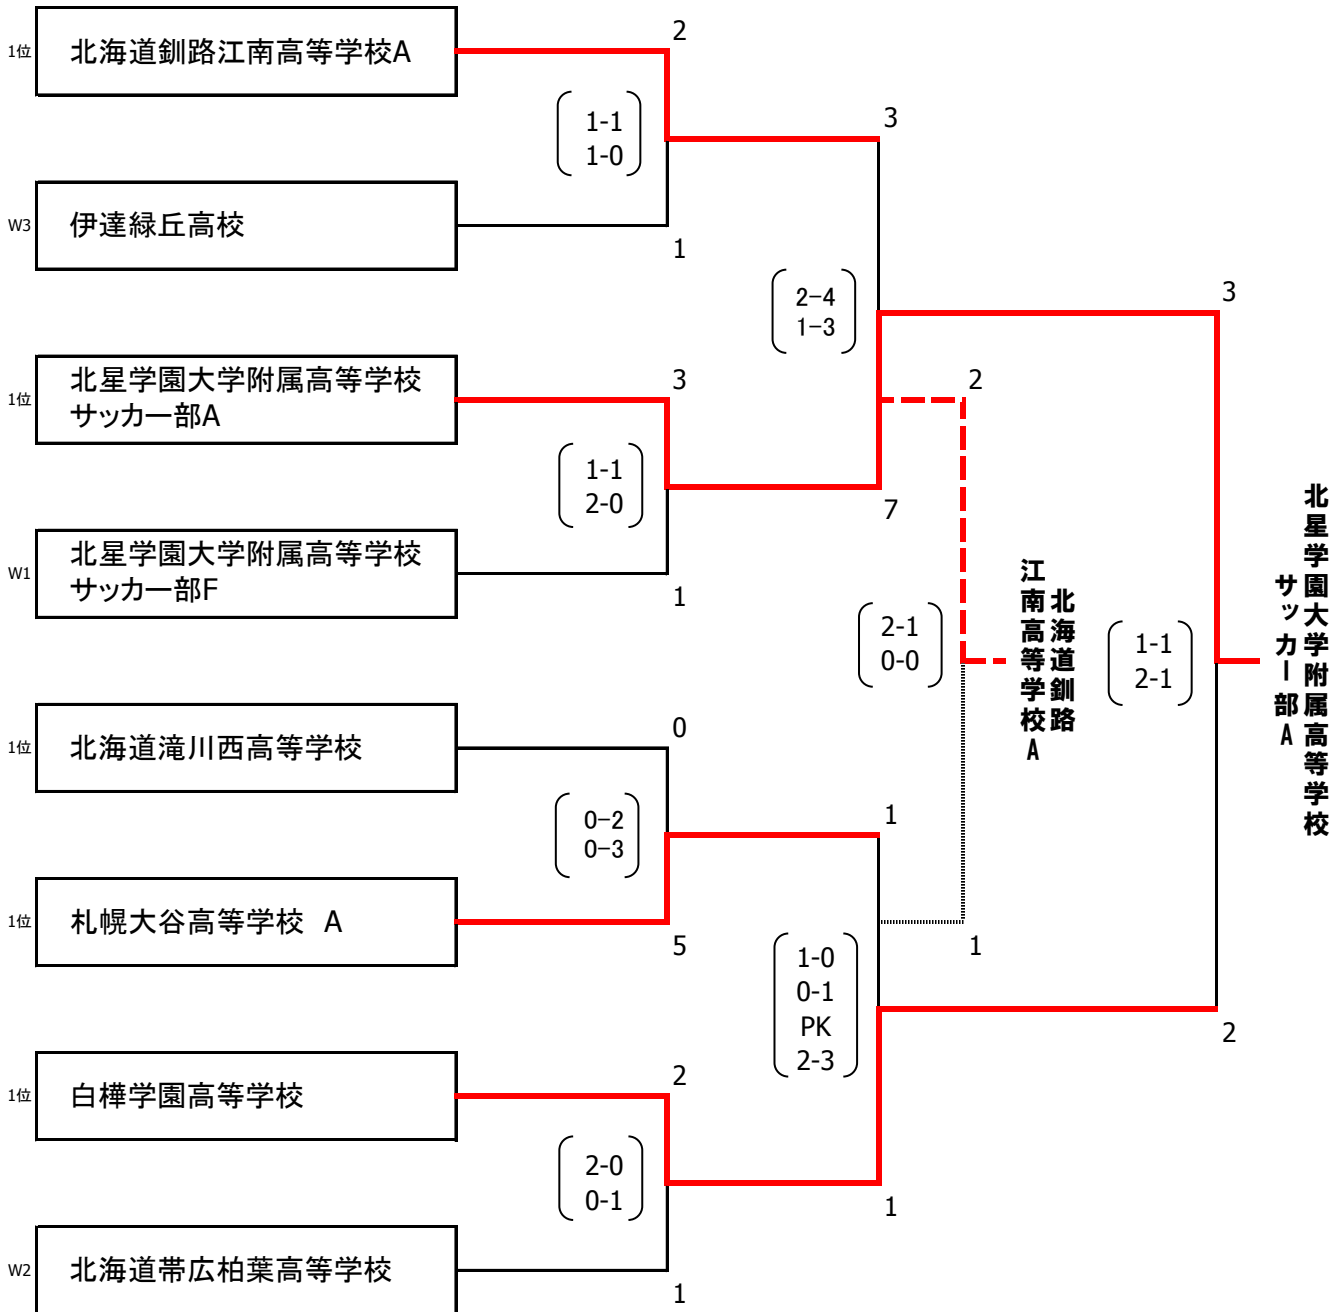 1位
北海道釧路江南高等学校A
2
1-1
1-0
3
W3
伊達緑丘高校
1
2-4
1-3
3
1位
北星学園大学附属高等学校
サッカー部A
3
2
1-1
2-0
7
W1
北星学園大学附属高等学校
サッカー部F
1
2-1
0-0
北海道釧路
江南高等学校A
1-1
2-1
北星学園大学附属高等学校
サッカー部A
1位
北海道滝川西高等学校
0
0-2
0-3
1
1位
札幌大谷高等学校 A
5
1
1-0
0-1
PK
2-3
2
1位
白樺学園高等学校
2
2-0
0-1
1
W2
北海道帯広柏葉高等学校
1